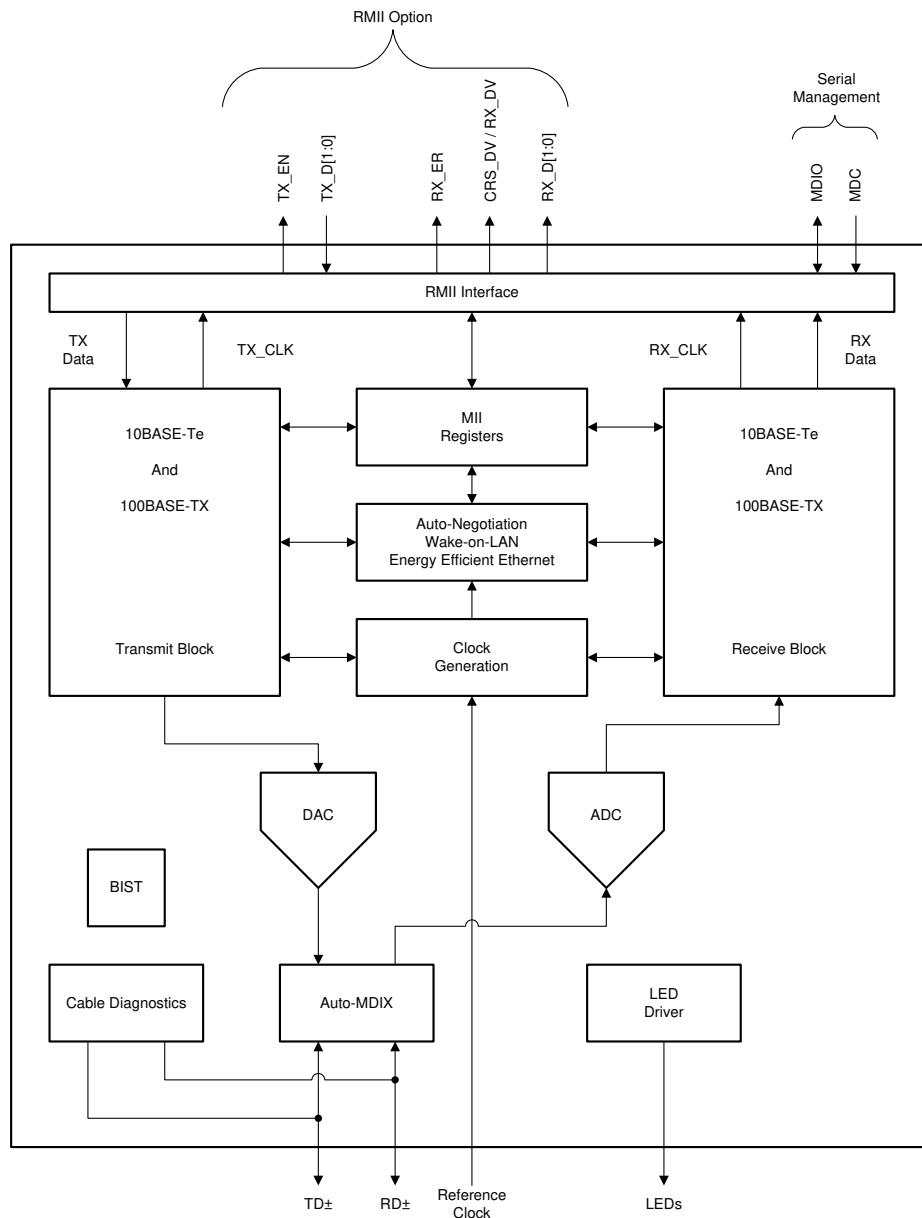 RMII Option
Serial
Management
TX_EN
TX_D[1:0]
RX_ER
CRS_DV / RX_DV
RX_D[1:0]
MDIO
MDC
RMII Interface
TX
Data
TX_CLK
RX_CLK
RX
Data
10BASE-Te
And
100BASE-TX
Transmit Block
MII
Registers
Auto-Negotiation
Wake-on-LAN
Energy Efficient Ethernet
Clock
Generation
10BASE-Te
And
100BASE-TX
Receive Block
DAC
ADC
BIST
Cable Diagnostics
Auto-MDIX
LED
Driver
TD±
RD±
Reference
Clock
LEDs